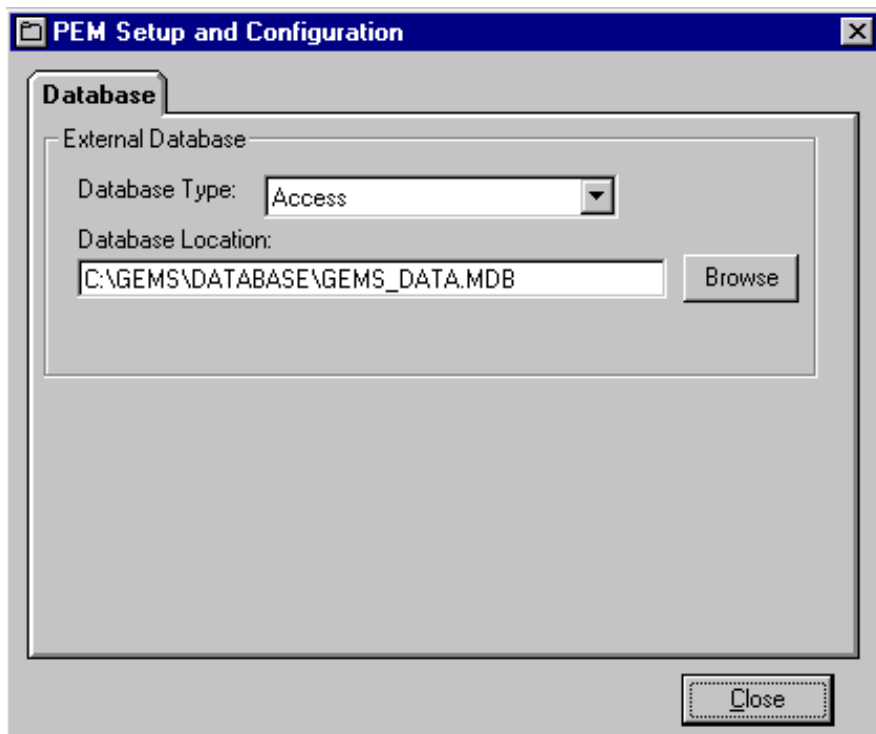 PEM Setup and Configuration
Database
External Database
Database Type: Access
Database Location:
C:\GEMS\DATABASE\GEMS_DATA.MDB Browse
Close